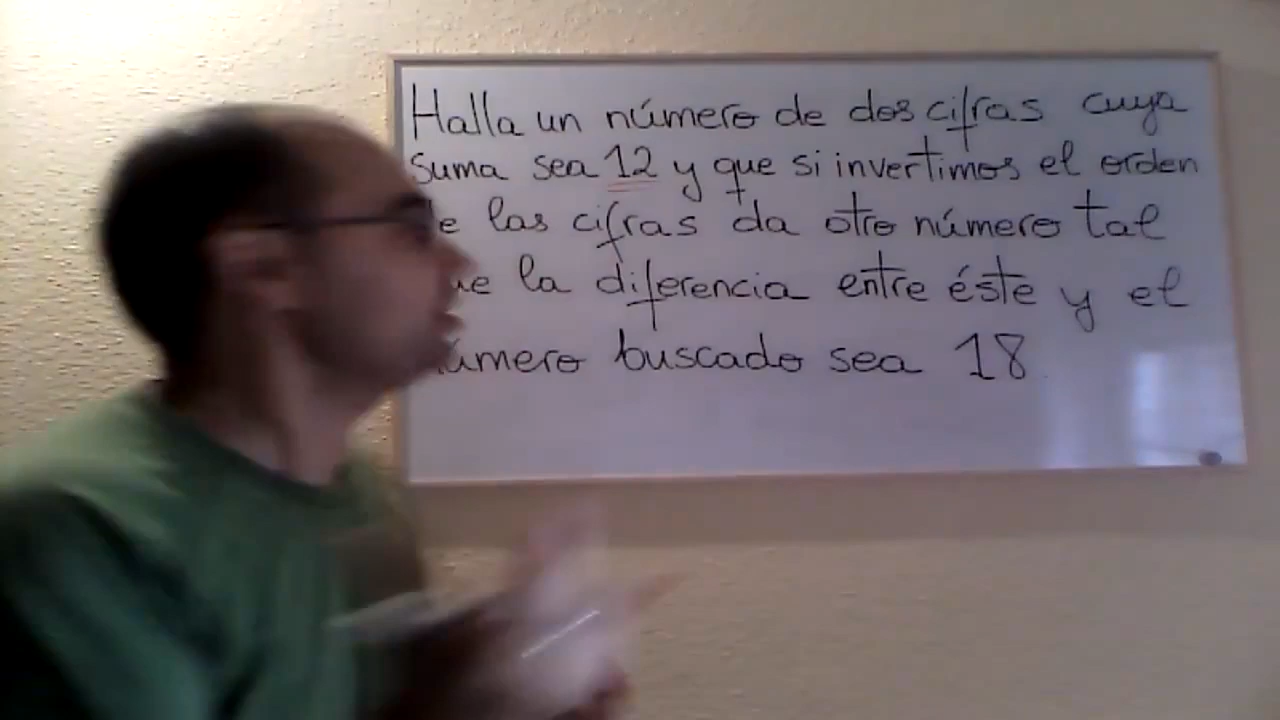 Halla un número de dos cifras cuya
suma sea 12 y que si invertimos el orden
las cifras da otro número tal
la diferencia entre éste y el
buscado sea 18